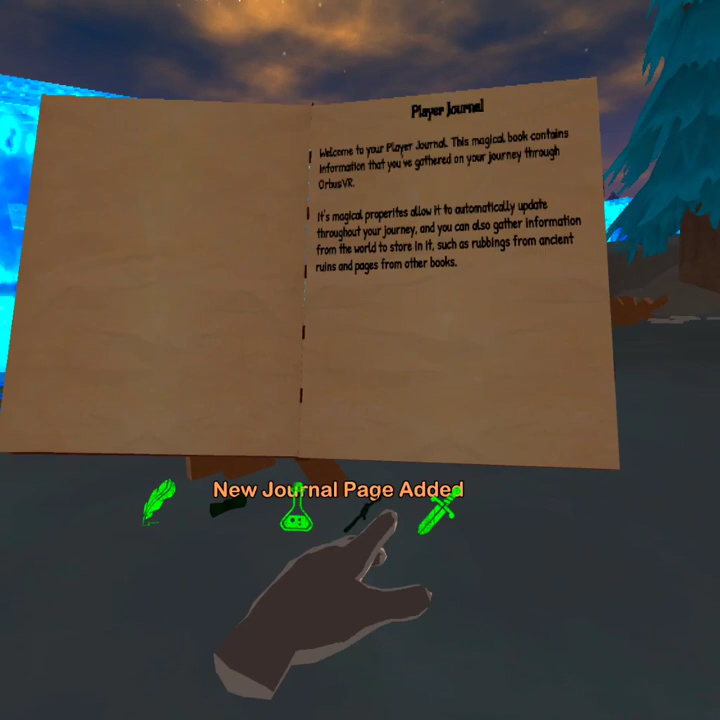 Player Journal
Welcome to your Player Journal. This magical book contains
information that you've gathered on your journey through
OrbusVR.
It's magical properites allow it to automatically update
throughout your journey, and you can also gather information
from the world to store in it, such as rubbings from ancient
ruins and pages from other books.
New Journal Page Added